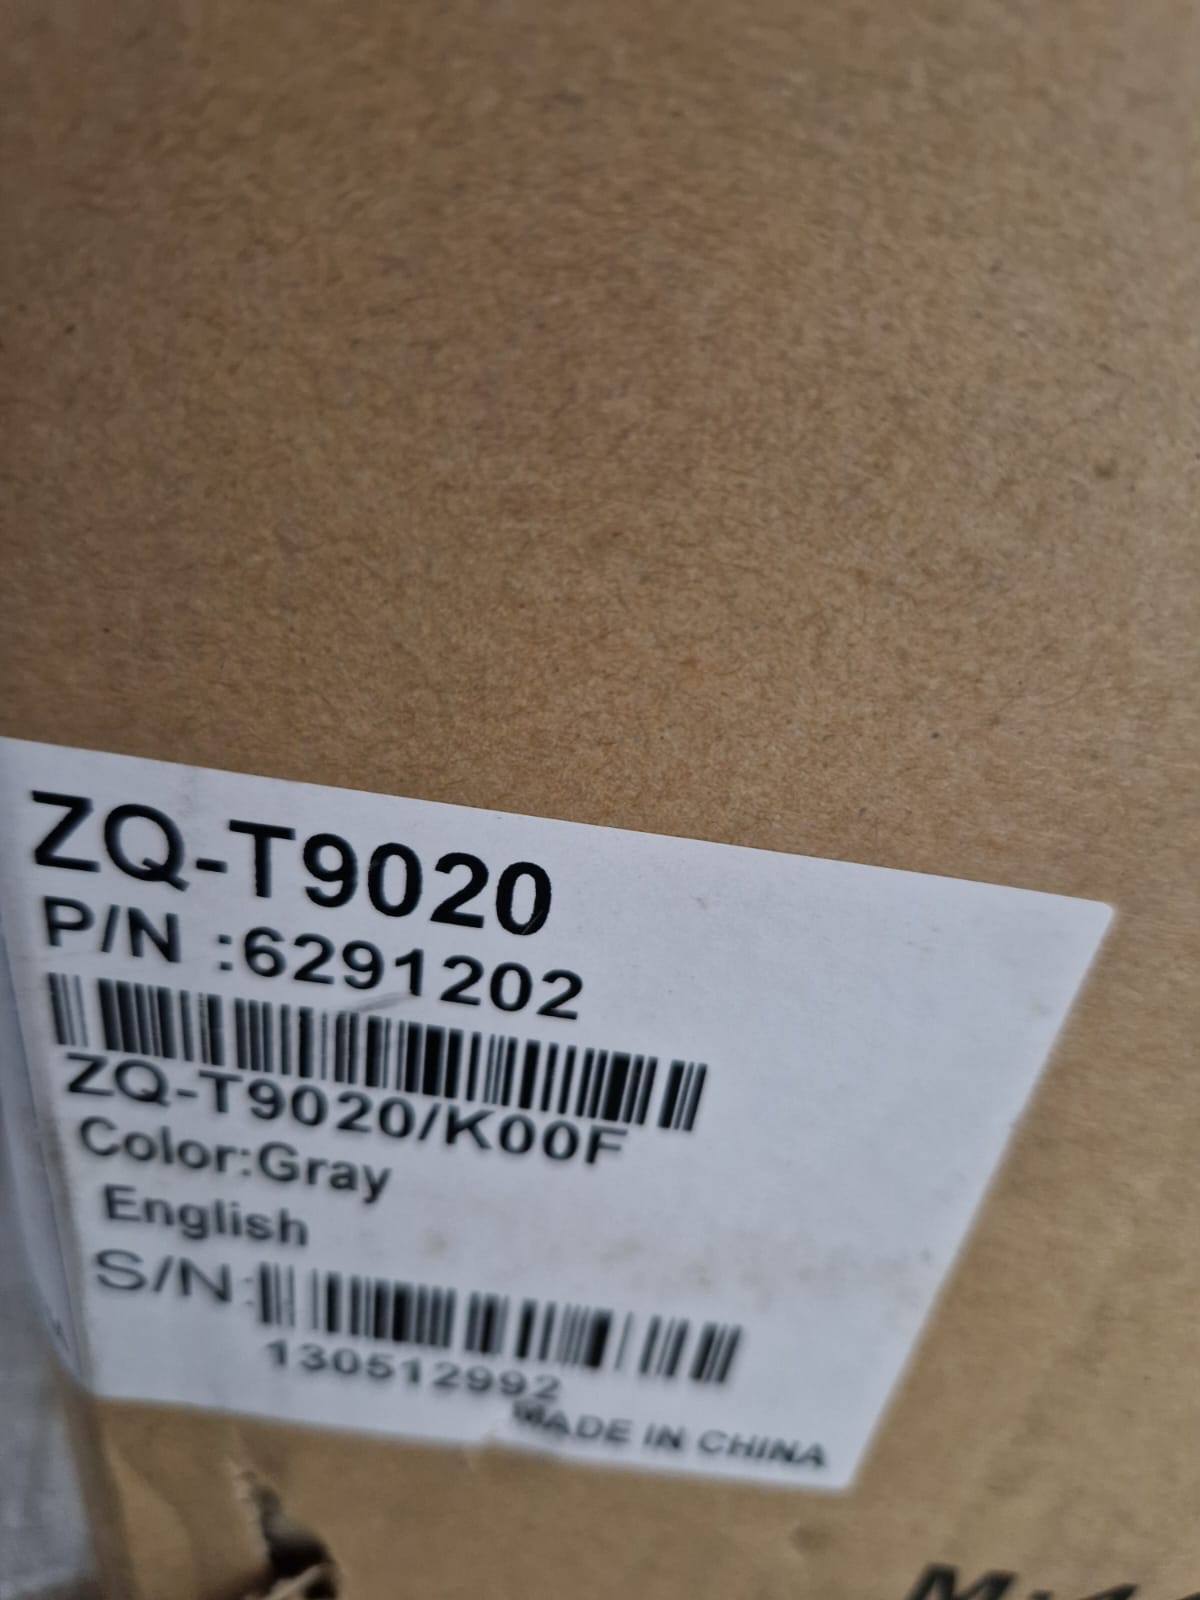 ZQ-T9020
P/N :6291202
ZQ-T9020/K00F
Color:Gray
English
S/N:
130512992
MADE IN CHINA